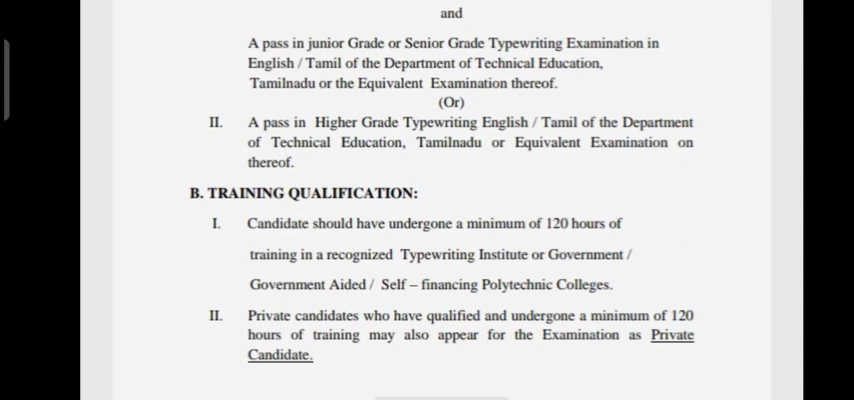 and
A pass in junior Grade or Senior Grade Typewriting Examination in
English / Tamil of the Department of Technical Education,
Tamilnadu or the Equivalent Examination thereof.
(Or)
II. A pass in Higher Grade Typewriting English / Tamil of the Department
of Technical Education, Tamilnadu or Equivalent Examination on
thereof.
B. TRAINING QUALIFICATION:
I. Candidate should have undergone a minimum of 120 hours of
training in a recognized Typewriting Institute or Government /
Government Aided / Self – financing Polytechnic Colleges.
II. Private candidates who have qualified and undergone a minimum of 120
hours of training may also appear for the Examination as Private
Candidate.